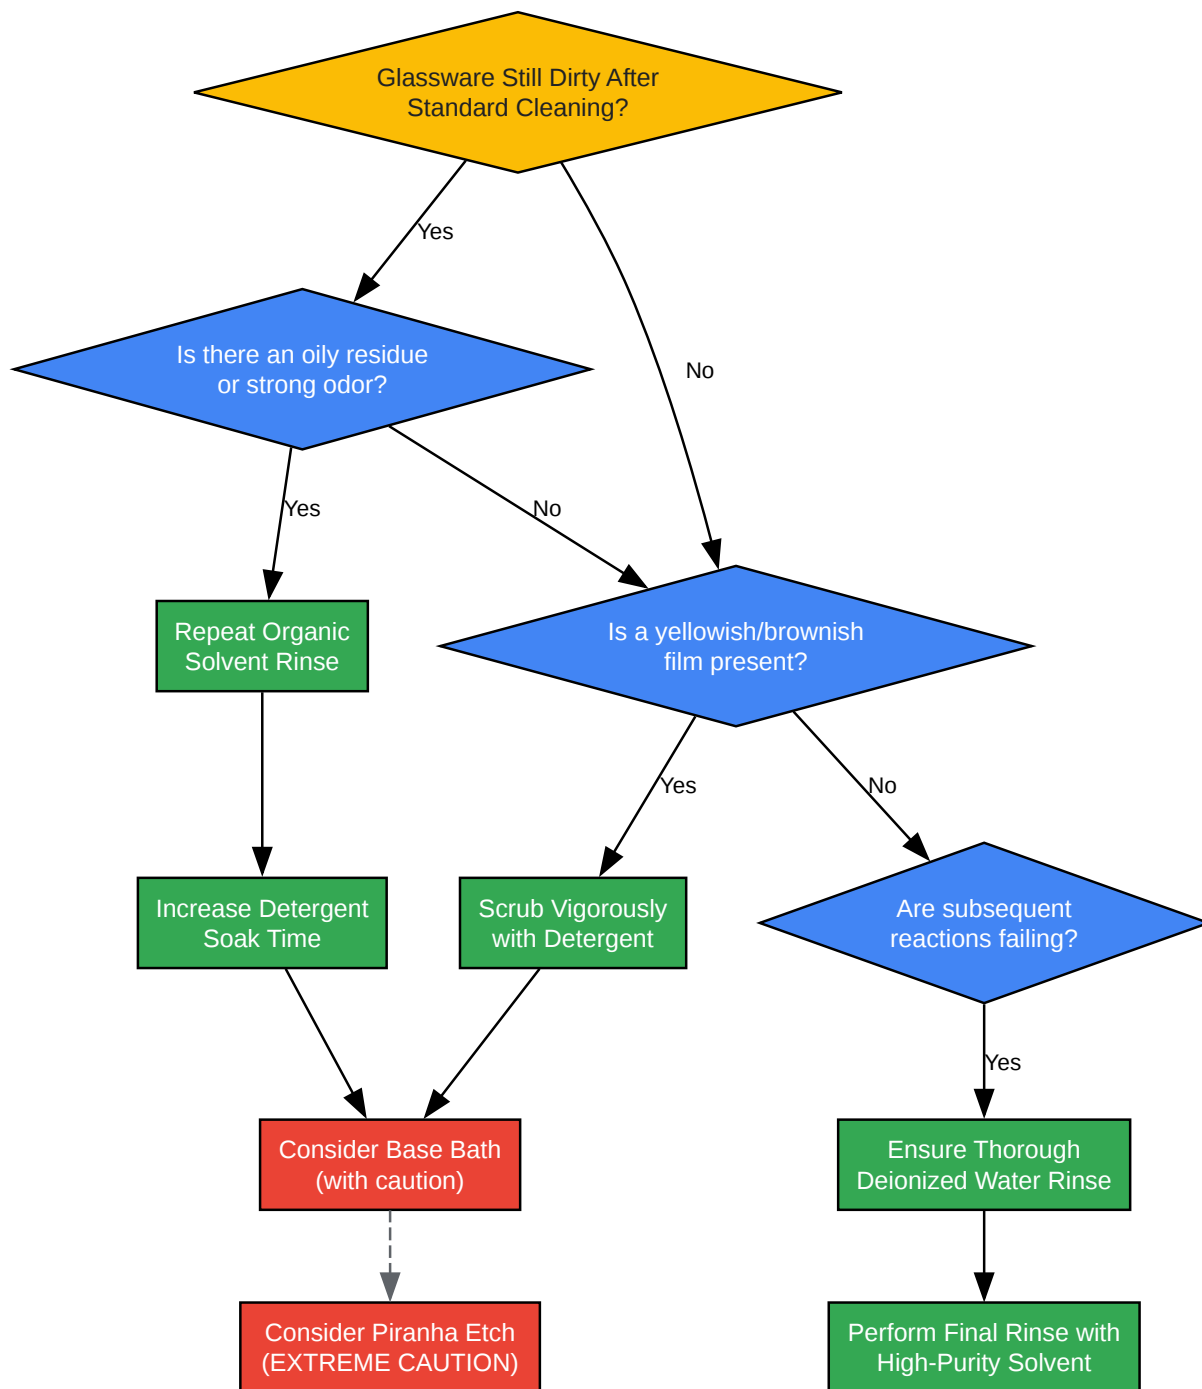 Glassware Still Dirty After
Standard Cleaning?
Yes
Is there an oily residue
or strong odor?
No
Yes
No
Repeat Organic
Solvent Rinse
Is a yellowish/brownish
film present?
Yes
No
Increase Detergent
Soak Time
Scrub Vigorously
with Detergent
Are subsequent
reactions failing?
Yes
Consider Base Bath
(with caution)
Ensure Thorough
Deionized Water Rinse
Consider Piranha Etch
(EXTREME CAUTION)
Perform Final Rinse with
High-Purity Solvent